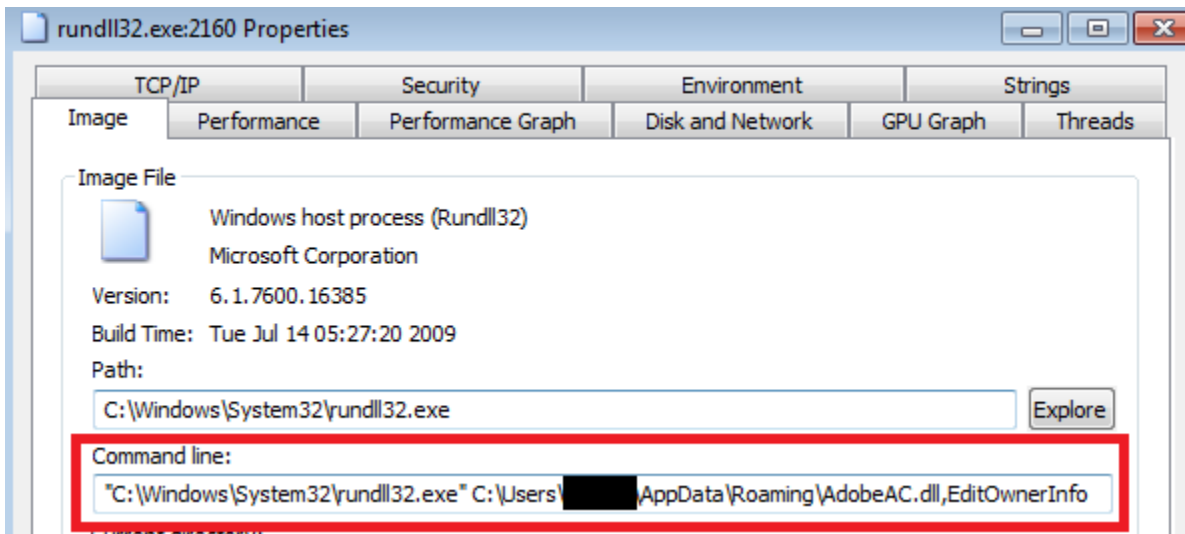 rundll32.exe:2160 Properties
TCP/IP Security Environment Strings
Image Performance Performance Graph Disk and Network GPU Graph Threads
Image File
Windows host process (Rundll32)
Microsoft Corporation
Version: 6.1.7600.16385
Build Time: Tue Jul 14 05:27:20 2009
Path:
C:\Windows\System32\rundll32.exe Explore
Command line:
"C:\Windows\System32\rundll32.exe" C:\Users\ \AppData\Roaming\AdobeAC.dll,EditOwnerInfo